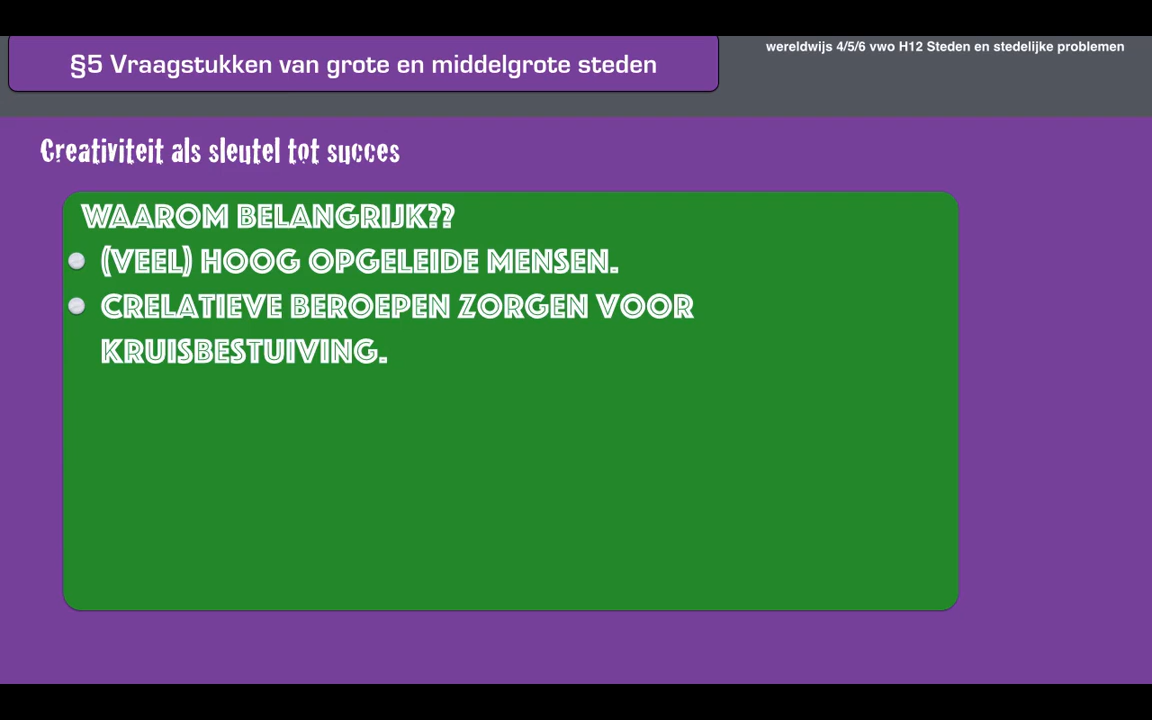 §5 Vraagstukken van grote en middelgrote steden
wereldwijs 4/5/6 vwo H12 Steden en stedelijke problemen
Creativiteit als sleutel tot succes
WAAROM BELANGRIJK??
(VEEL) HOOG OPGELEIDE MENSEN.
CRELATIEVE BEROEPEN ZORGEN VOOR
KRUISBESTUIVING.